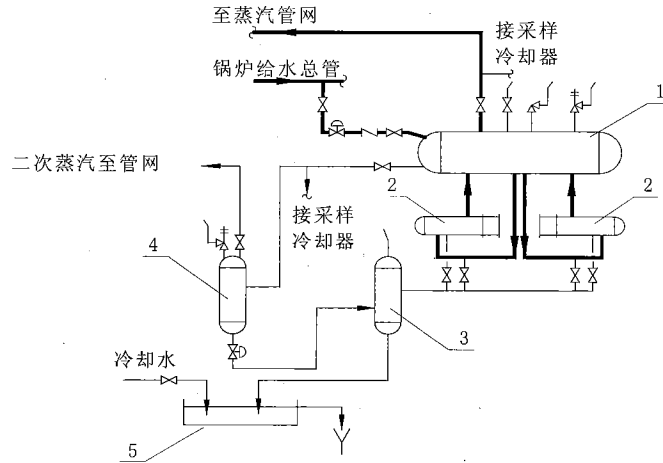 至蒸汽管网
接采样
冷却器
锅炉给水总管
1
二次蒸汽至管网
2
2
接采样
冷却器
4
3
冷却水
5